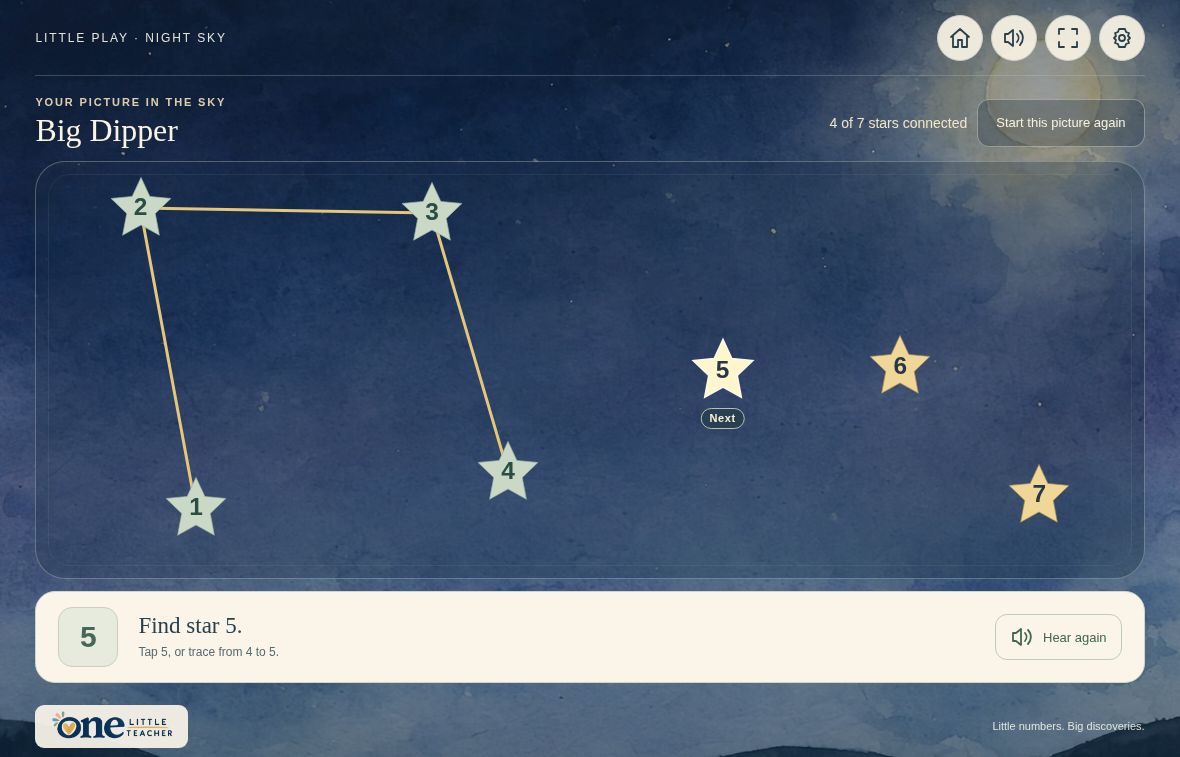 LITTLE PLAY · NIGHT SKY
YOUR PICTURE IN THE SKY
Big Dipper
4 of 7 stars connected
Start this picture again
2
3
5
Next
6
4
7
1
5
Find star 5.
Tap 5, or trace from 4 to 5.
Hear again
one LITTLE TEACHER
Little numbers. Big discoveries.